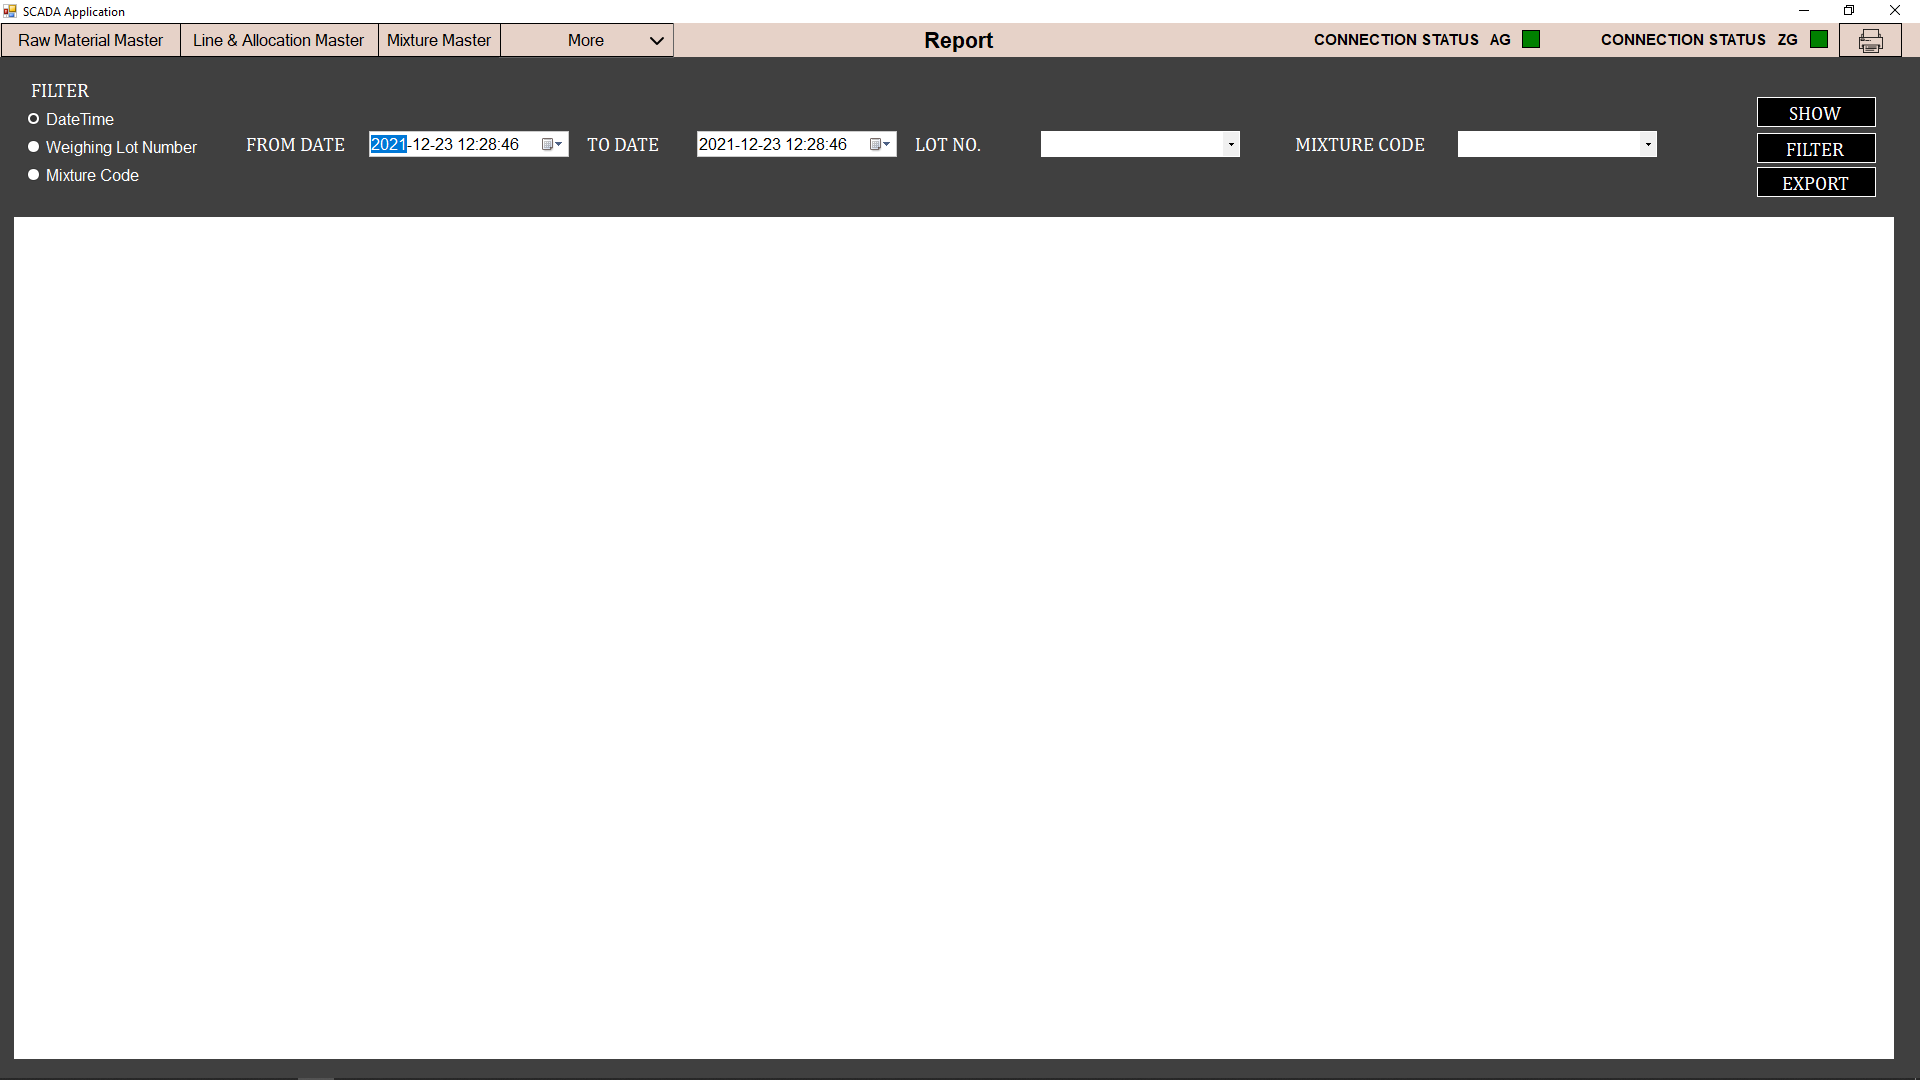 SCADA Application
Raw Material Master Line & Allocation Master Mixture Master More Report CONNECTION STATUS AG CONNECTION STATUS ZG
FILTER
DateTime
Weighing Lot Number
Mixture Code
FROM DATE 2021-12-23 12:28:46 TO DATE 2021-12-23 12:28:46 LOT NO. MIXTURE CODE
SHOW
FILTER
EXPORT